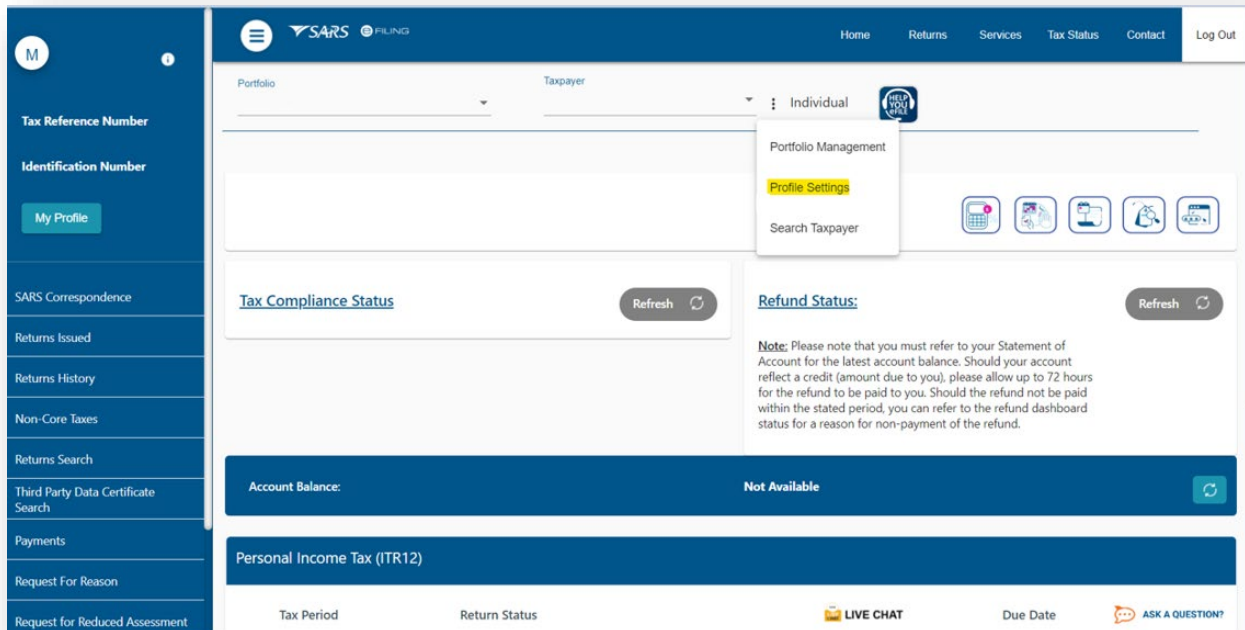 M
i
SARS eFILING
Home
Returns
Services
Tax Status
Contact
Log Out
Portfolio
Taxpayer
Individual
HELP
YOU
eFILE
Portfolio Management
Profile Settings
Search Taxpayer
Tax Reference Number
Identification Number
My Profile
SARS Correspondence
Returns Issued
Returns History
Non-Core Taxes
Returns Search
Third Party Data Certificate
Search
Payments
Request For Reason
Request for Reduced Assessment
Tax Compliance Status
Refresh
Refund Status:
Refresh
Note: Please note that you must refer to your Statement of
Account for the latest account balance. Should your account
reflect a credit (amount due to you), please allow up to 72 hours
for the refund to be paid to you. Should the refund not be paid
within the stated period, you can refer to the refund dashboard
status for a reason for non-payment of the refund.
Account Balance:
Not Available
Personal Income Tax (ITR12)
Tax Period
Return Status
LIVE CHAT
Due Date
ASK A QUESTION?